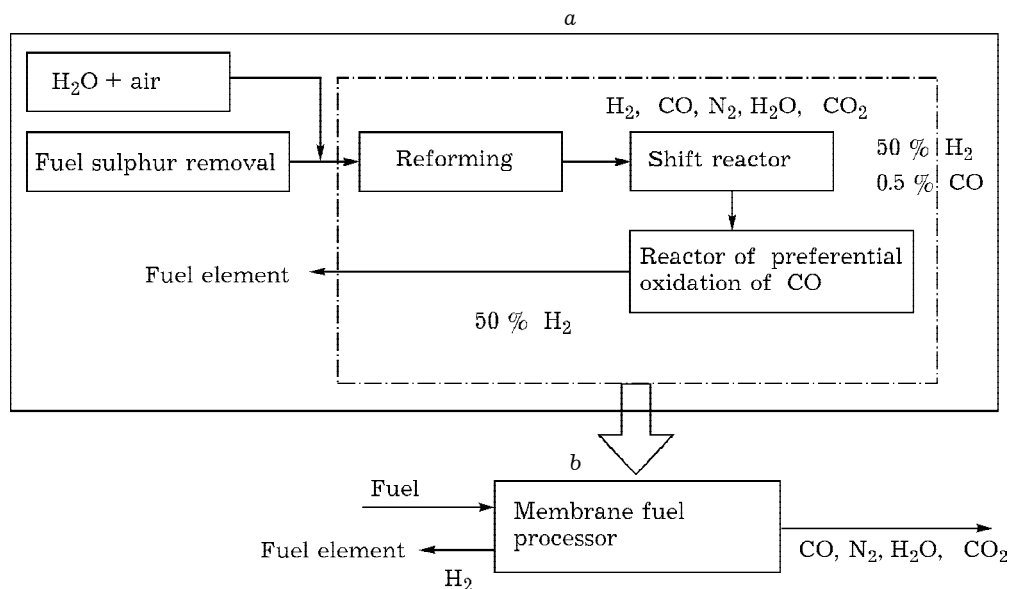 a
H₂O + air
H₂, CO, N₂, H₂O, CO₂
Fuel sulphur removal
Reforming
Shift reactor
50 % H₂
0.5 % CO
Reactor of preferential
oxidation of CO
Fuel element
50 % H₂
b
Fuel
Membrane fuel
processor
Fuel element
H₂
CO, N₂, H₂O, CO₂